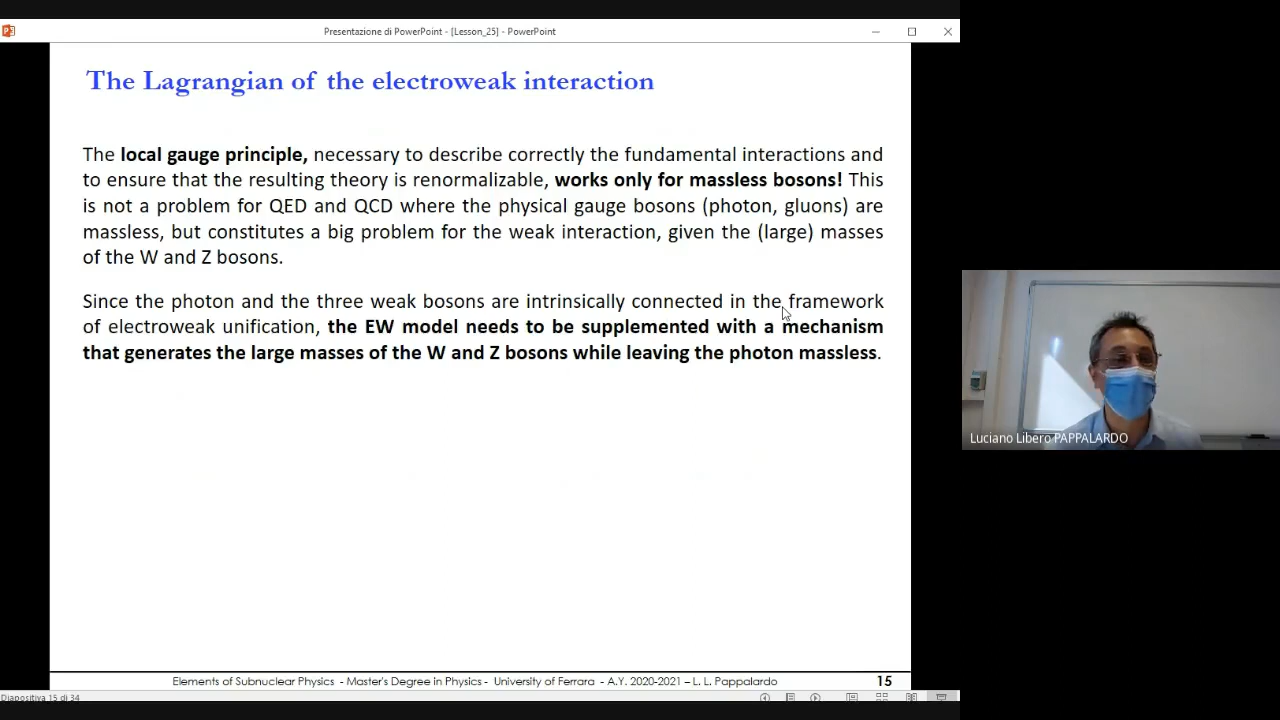 Presentazione di PowerPoint - [Lesson_25] - PowerPoint
The Lagrangian of the electroweak interaction
The local gauge principle, necessary to describe correctly the fundamental interactions and
to ensure that the resulting theory is renormalizable, works only for massless bosons! This
is not a problem for QED and QCD where the physical gauge bosons (photon, gluons) are
massless, but constitutes a big problem for the weak interaction, given the (large) masses
of the W and Z bosons.
Since the photon and the three weak bosons are intrinsically connected in the framework
of electroweak unification, the EW model needs to be supplemented with a mechanism
that generates the large masses of the W and Z bosons while leaving the photon massless.
Luciano Libero PAPPALARDO
Elements of Subnuclear Physics - Master's Degree in Physics - University of Ferrara - A.Y. 2020-2021 – L. L. Pappalardo
15
Diapositiva 15 di 34